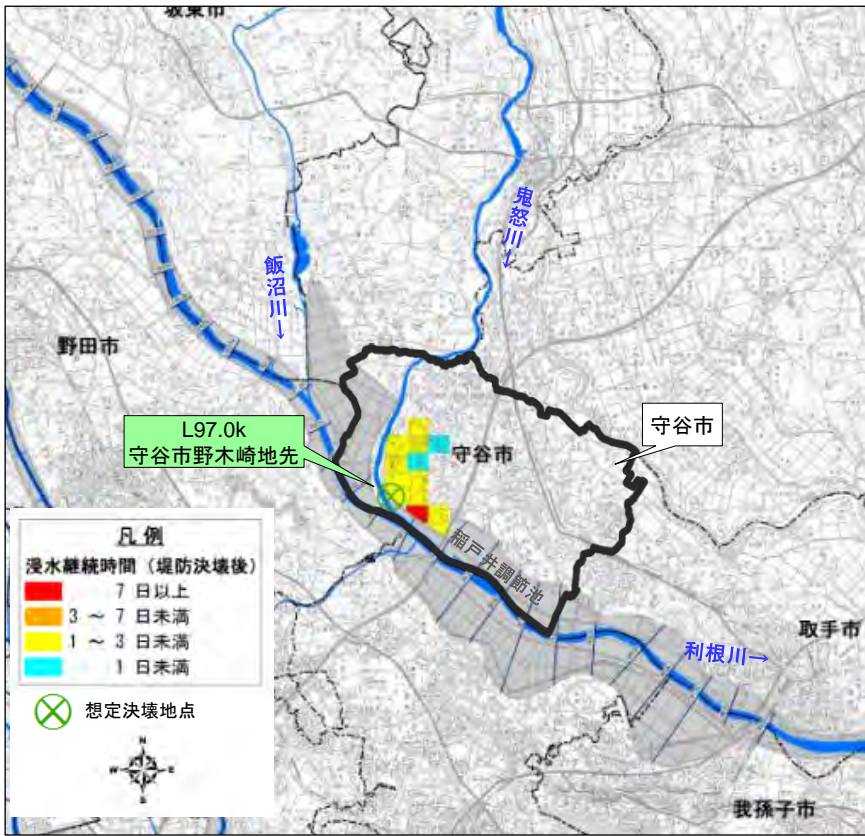 坂東市
鬼怒川→
飯沼川→
野田市
L97.0k
守谷市野木崎地先
守谷市
守谷市
凡例
浸水継続時間（堤防決壊後）
7 日以上
3 ～ 7 日未満
1 ～ 3 日未満
1 日未満
想定決壊地点
N
W
E
S
稲戸井調節池
取手市
利根川→
我孫子市